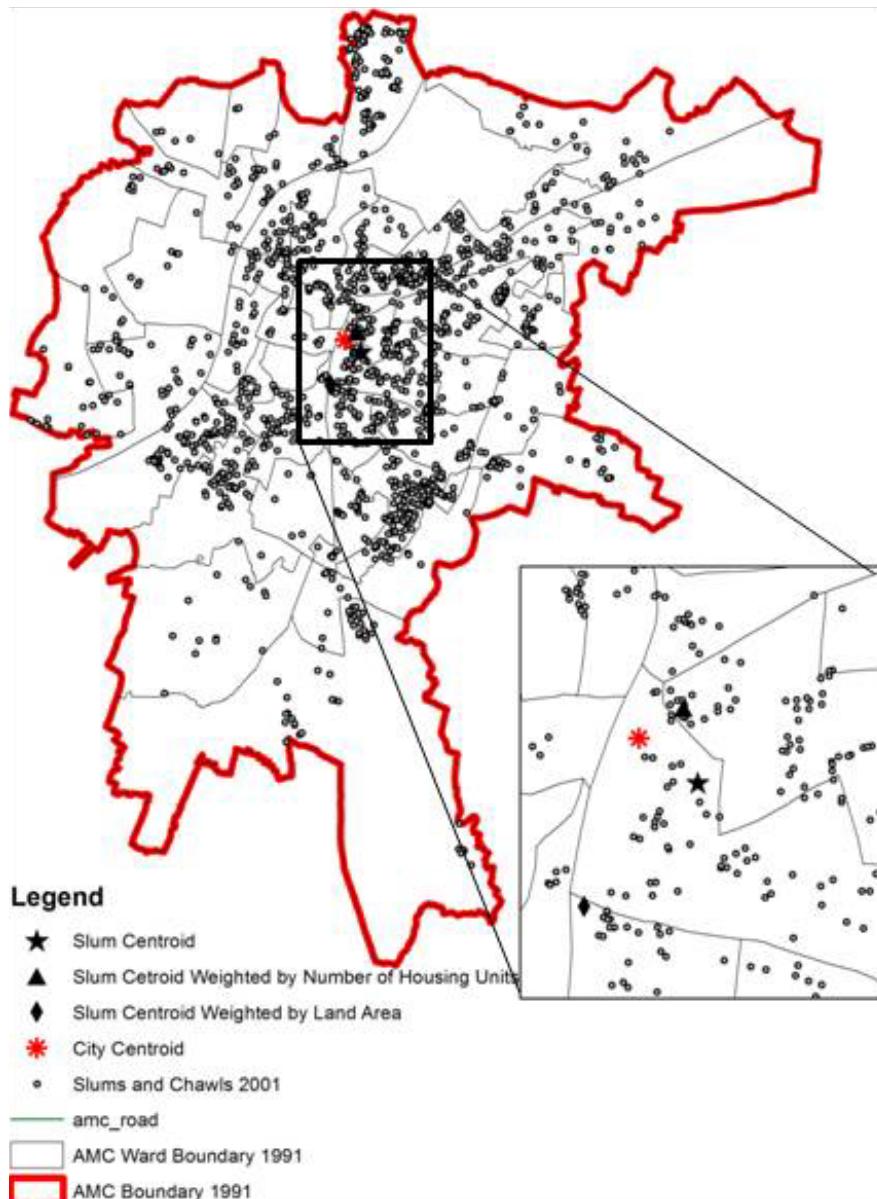 Legend
Slum Centroid
Slum Cetroid Weighted by Number of Housing Units
Slum Centroid Weighted by Land Area
City Centroid
Slums and Chawls 2001
amc_road
AMC Ward Boundary 1991
AMC Boundary 1991